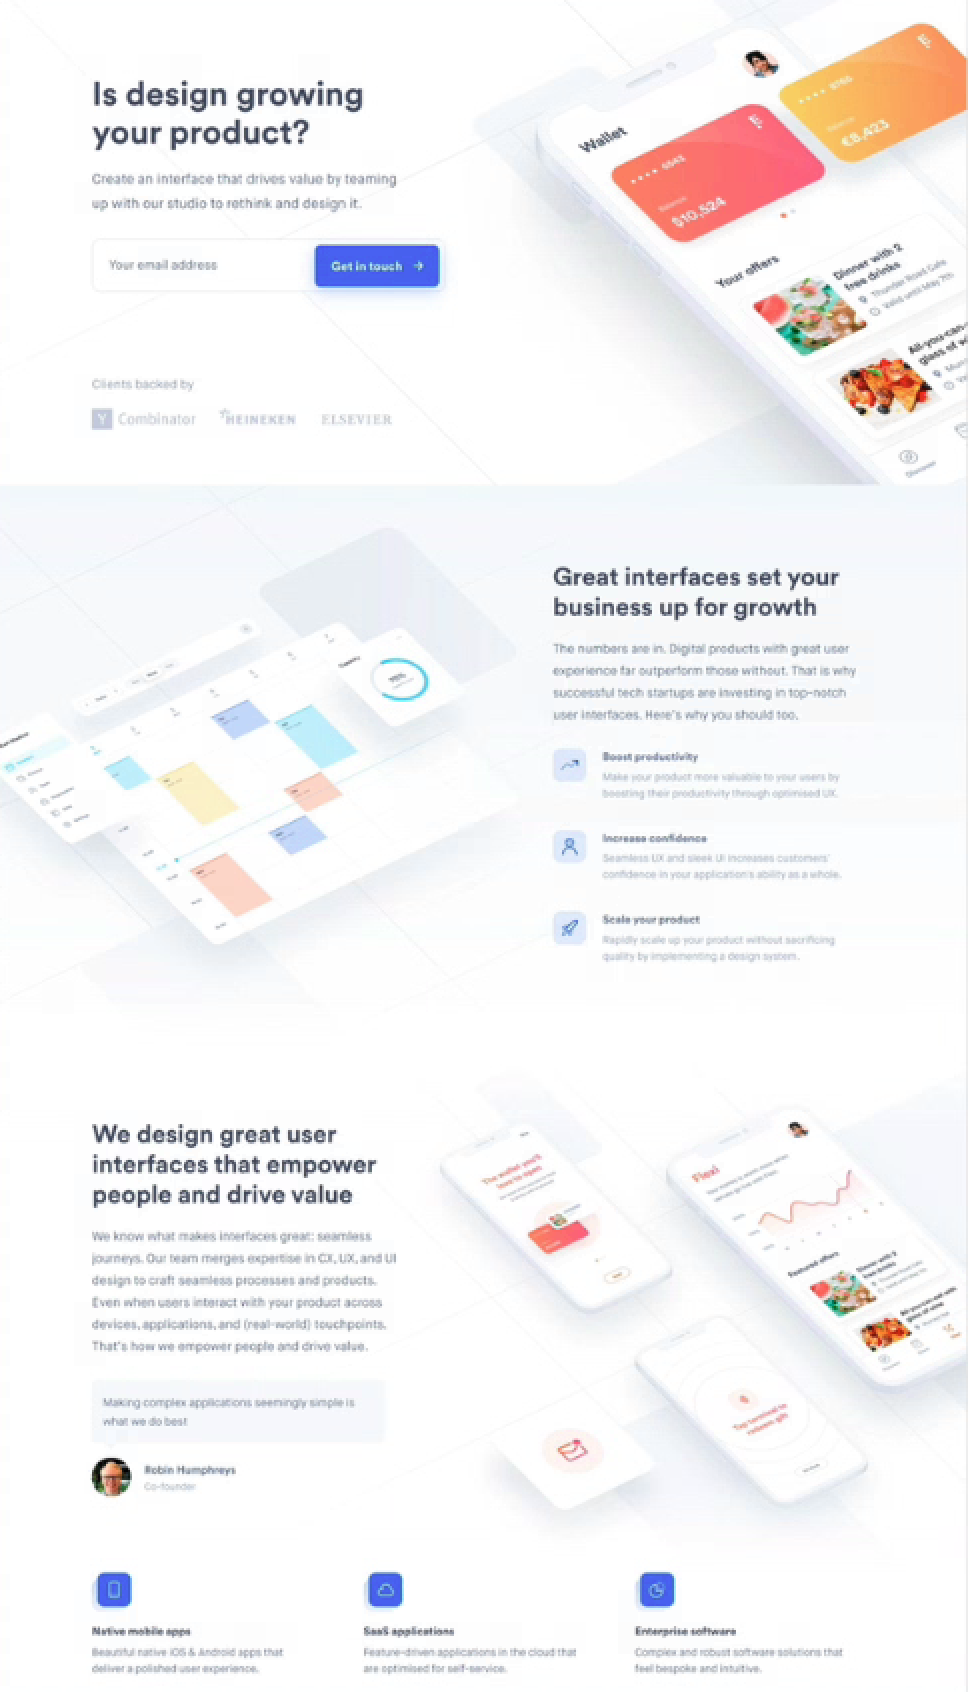 Is design growing
your product?
Create an interface that drives value by teaming
up with our studio to rethink and design it.
Your email address
Get in touch →
Clients backed by
Y Combinator HEINEKEN ELSEVIER
Wallet
•••• 8765
Balance
€8,423
•••• 6543
Balance
$10,524
Your offers
Dinner with 2
free drinks
Thunder Road Cafe
Valid until May 7th
All-you-can-
glass of
Discover
Great interfaces set your
business up for growth
The numbers are in. Digital products with great user
experience far outperform those without. That is why
successful tech startups are investing in top-notch
user interfaces. Here's why you should too.
Boost productivity
Make your product more valuable to your users by
boosting their productivity through optimised UX.
Increase confidence
Seamless UX and sleek UI increases customers'
confidence in your application's ability as a whole.
Scale your product
Rapidly scale up your product without sacrificing
quality by implementing a design system.
We design great user
interfaces that empower
people and drive value
We know what makes interfaces great: seamless
journeys. Our team merges expertise in CX, UX, and UI
design to craft seamless processes and products.
Even when users interact with your product across
devices, applications, and (real-world) touchpoints.
That's how we empower people and drive value.
Making complex applications seemingly simple is
what we do best
Robin Humphreys
Co-founder
The wallet you'll
love to open
Flexi
Featured offers
Dinner with 2
free drinks
All-you-can-eat with
glass of wine
Tap terminal to
redeem gift
Native mobile apps
Beautiful native iOS & Android apps that
deliver a polished user experience.
SaaS applications
Feature-driven applications in the cloud that
are optimised for self-service.
Enterprise software
Complex and robust software solutions that
feel bespoke and intuitive.